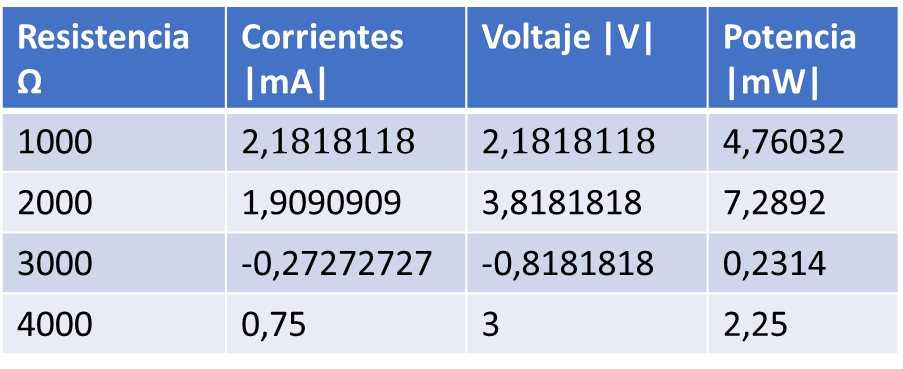 Resistencia Ω Corrientes |mA| Voltaje |V| Potencia |mW|
1000 2,1818118 2,1818118 4,76032
2000 1,9090909 3,8181818 7,2892
3000 -0,27272727 -0,8181818 0,2314
4000 0,75 3 2,25